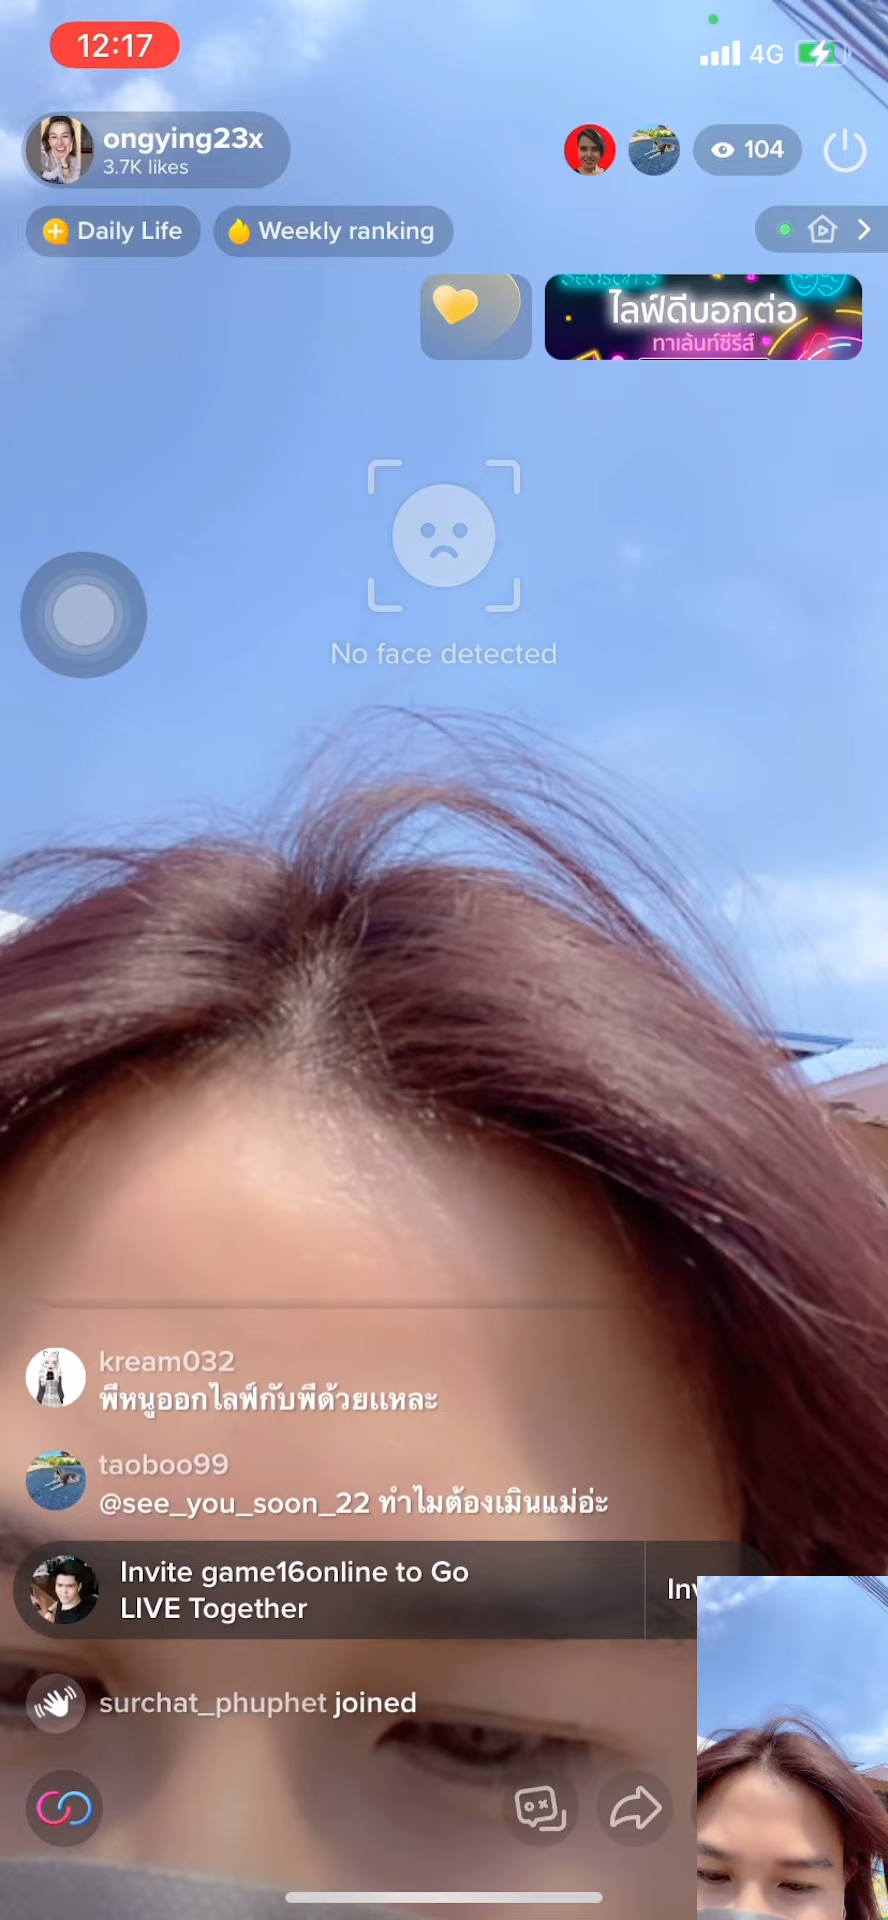 12:17
4G
ongying23x
3.7K likes
104
Daily Life
Weekly ranking
Season 3
ไลฟ์ดีบอกต่อ
ทาเล้นท์ซีรีส์
No face detected
kream032
พีหนูออกไลฟ์กับพีด้วยแหละ
taoboo99
@see_you_soon_22 ทำไมต้องเมินแม่อ่ะ
Invite game16online to Go
LIVE Together
surchat_phuphet joined